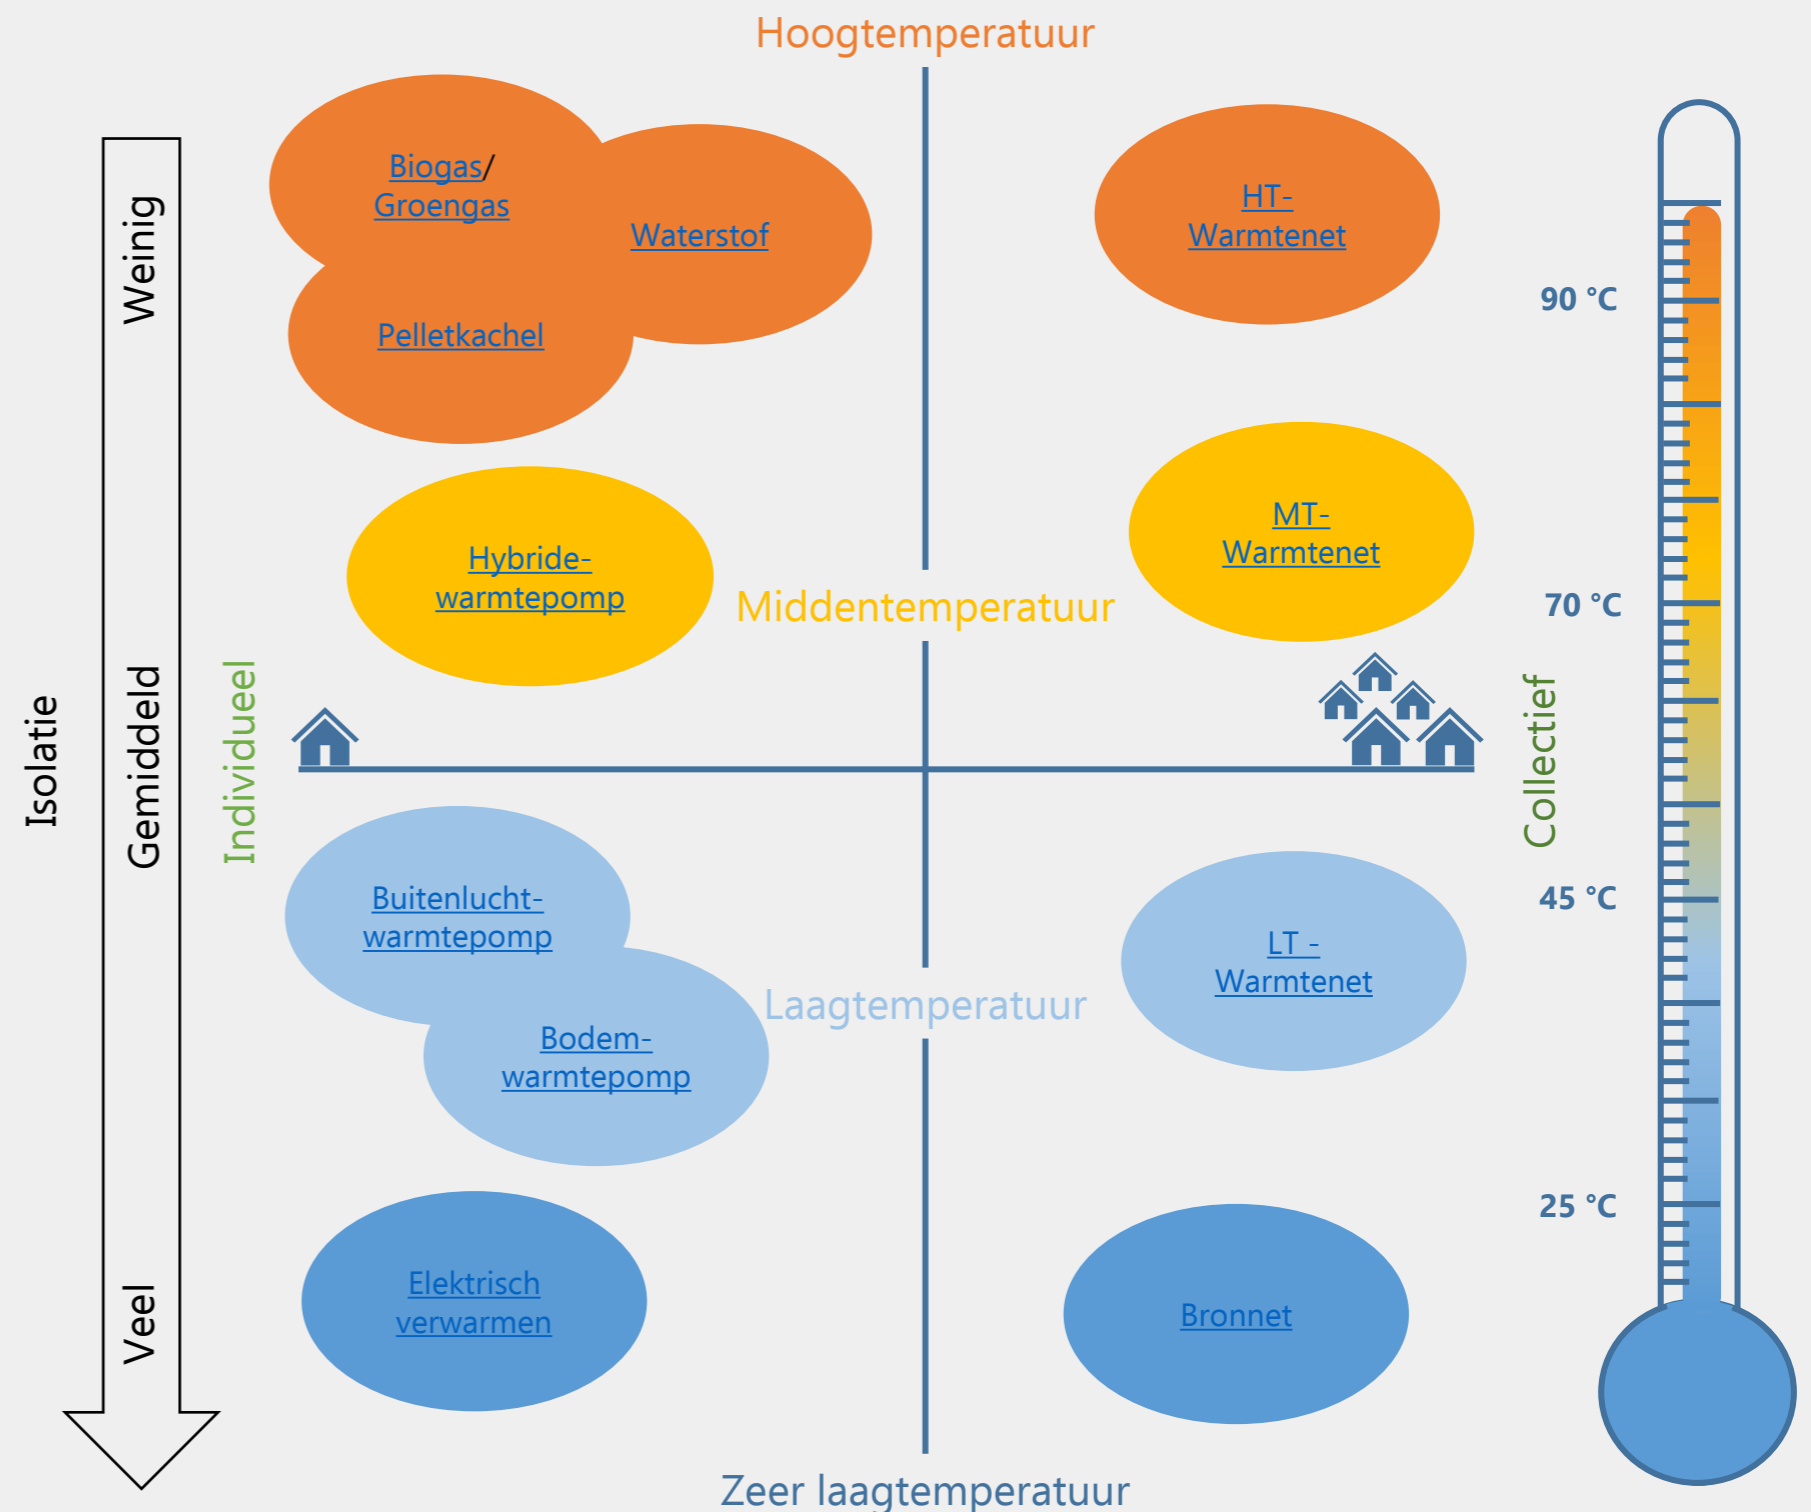 Hoogtemperatuur
Biogas/
Groengas
Waterstof
Pelletkachel
HT-
Warmtenet
90 °C
Weinig
Hybride-
warmtepomp
Middentemperatuur
MT-
Warmtenet
70 °C
Isolatie
Gemiddeld
Individueel
Collectief
Buitenlucht-
warmtepomp
Bodem-
warmtepomp
Laagtemperatuur
LT -
Warmtenet
45 °C
25 °C
Veel
Elektrisch
verwarmen
Bronnet
Zeer laagtemperatuur